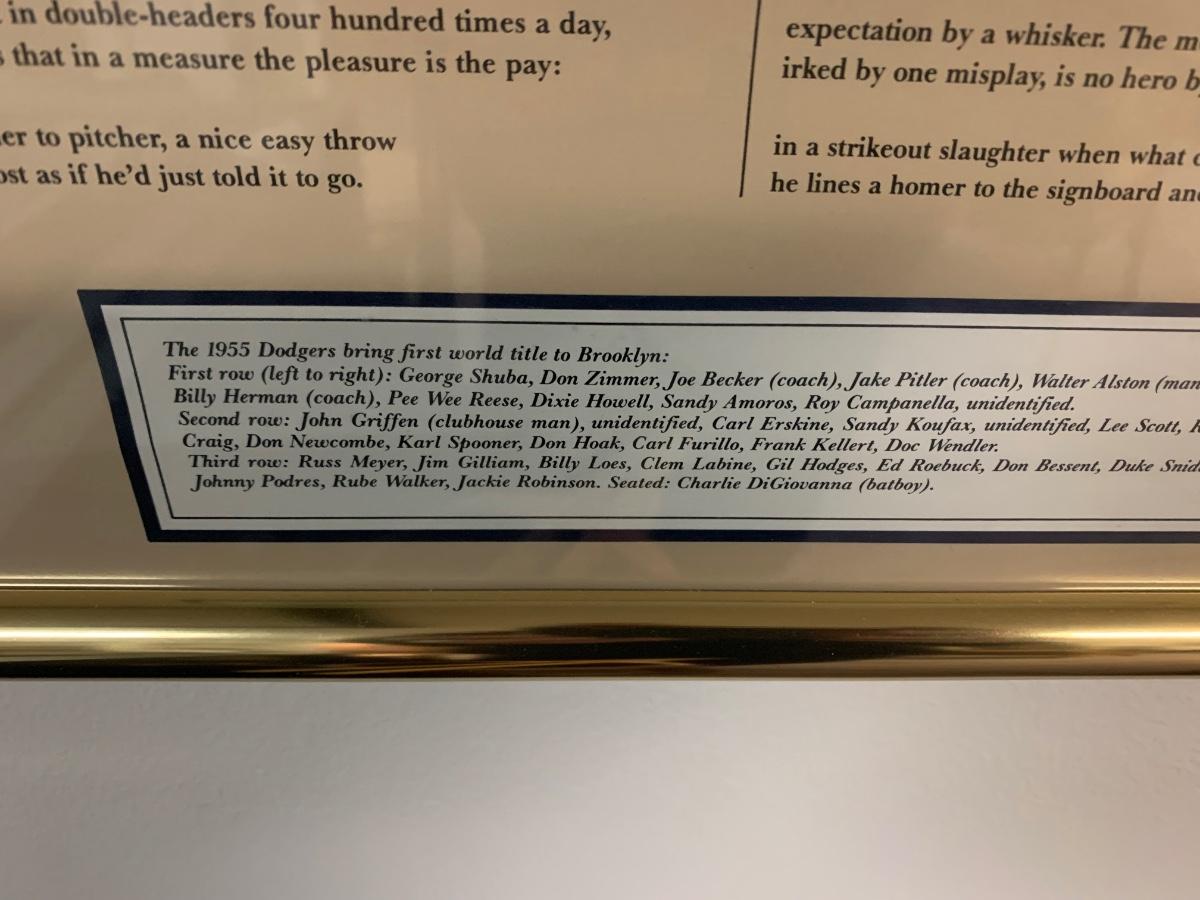 in double-headers four hundred times a day,
that in a measure the pleasure is the pay:
to pitcher, a nice easy throw
as if he'd just told it to go.
expectation by a whisker. The
irked by one misplay, is no hero
in a strikeout slaughter when what
he lines a homer to the signboard
The 1955 Dodgers bring first world title to Brooklyn:
First row (left to right): George Shuba, Don Zimmer, Joe Becker (coach), Jake Pitler (coach), Walter Alston (man
Billy Herman (coach), Pee Wee Reese, Dixie Howell, Sandy Amoros, Roy Campanella, unidentified.
Second row: John Griffen (clubhouse man), unidentified, Carl Erskine, Sandy Koufax, unidentified, Lee Scott,
Craig, Don Newcombe, Karl Spooner, Don Hoak, Carl Furillo, Frank Kellert, Doc Wendler.
Third row: Russ Meyer, Jim Gilliam, Billy Loes, Clem Labine, Gil Hodges, Ed Roebuck, Don Bessent, Duke Snid
Johnny Podres, Rube Walker, Jackie Robinson. Seated: Charlie DiGiovanna (batboy).